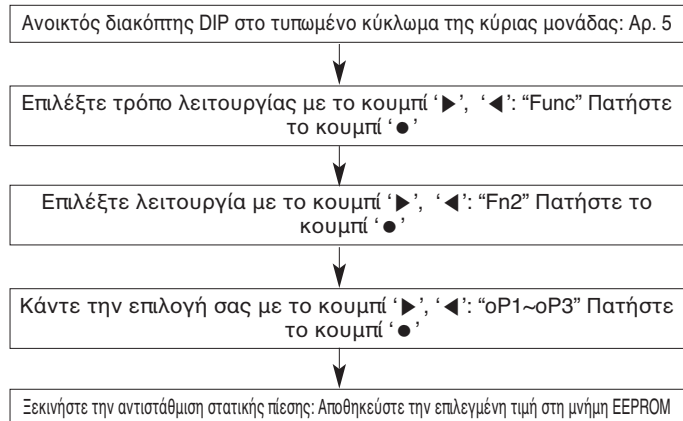 Ανοικτός διακόπτης DIP στο τυπωμένο κύκλωμα της κύριας μονάδας: Αρ. 5
Επιλέξτε τρόπο λειτουργίας με το κουμπί ‘▶’, ‘◀’: “Func” Πατήστε
το κουμπί ‘●’
Επιλέξτε λειτουργία με το κουμπί ‘▶’, ‘◀’: “Fn2” Πατήστε το
κουμπί ‘●’
Κάντε την επιλογή σας με το κουμπί ‘▶’, ‘◀’: “oP1~oP3” Πατήστε
το κουμπί ‘●’
Ξεκινήστε την αντιστάθμιση στατικής πίεσης: Αποθηκεύστε την επιλεγμένη τιμή στη μνήμη EEPROM